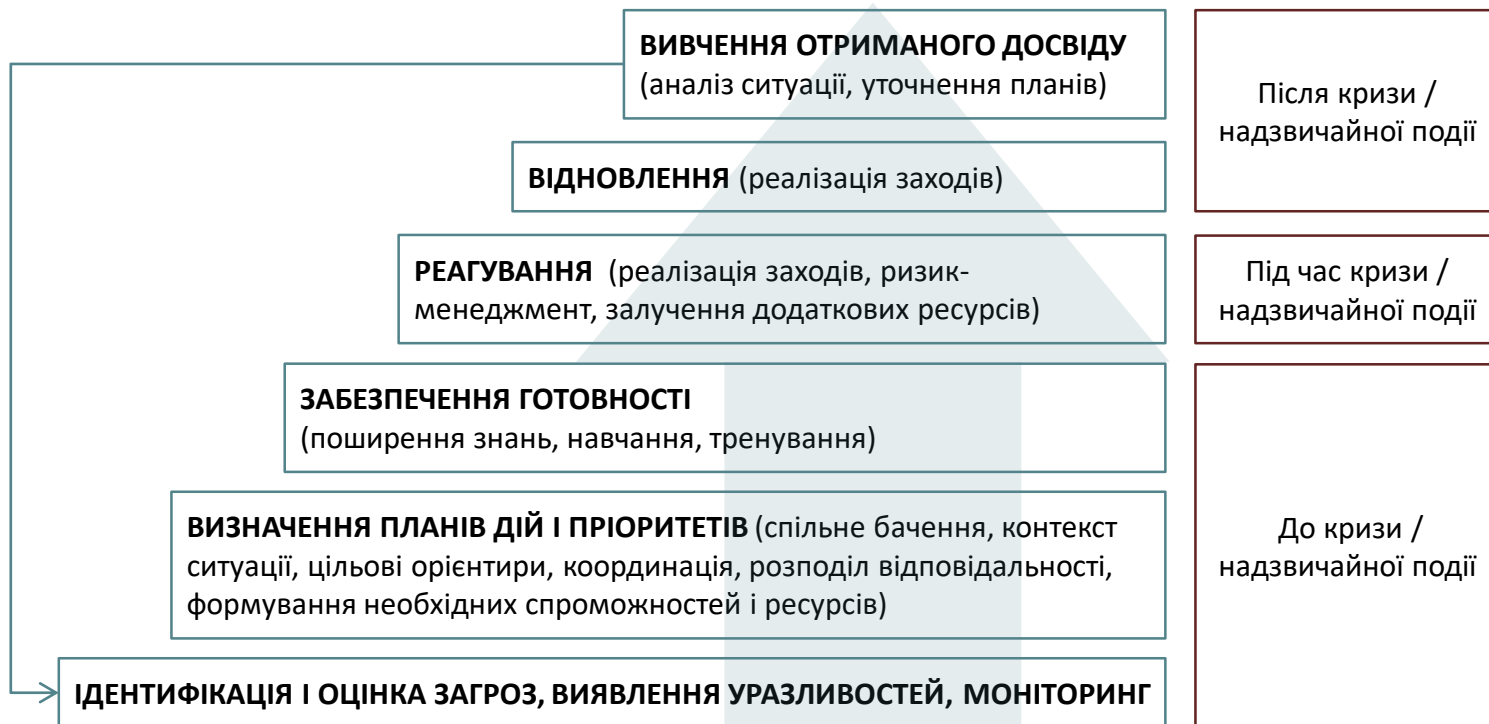 ВИВЧЕННЯ ОТРИМАНОГО ДОСВІДУ
(аналіз ситуації, уточнення планів)
Після кризи /
надзвичайної події
ВІДНОВЛЕННЯ (реалізація заходів)
РЕАГУВАННЯ (реалізація заходів, ризик-
менеджмент, залучення додаткових ресурсів)
Під час кризи /
надзвичайної події
ЗАБЕЗПЕЧЕННЯ ГОТОВНОСТІ
(поширення знань, навчання, тренування)
ВИЗНАЧЕННЯ ПЛАНІВ ДІЙ І ПРІОРИТЕТІВ (спільне бачення, контекст
ситуації, цільові орієнтири, координація, розподіл відповідальності,
формування необхідних спроможностей і ресурсів)
До кризи /
надзвичайної події
ІДЕНТИФІКАЦІЯ І ОЦІНКА ЗАГРОЗ, ВИЯВЛЕННЯ УРАЗЛИВОСТЕЙ, МОНІТОРИНГ